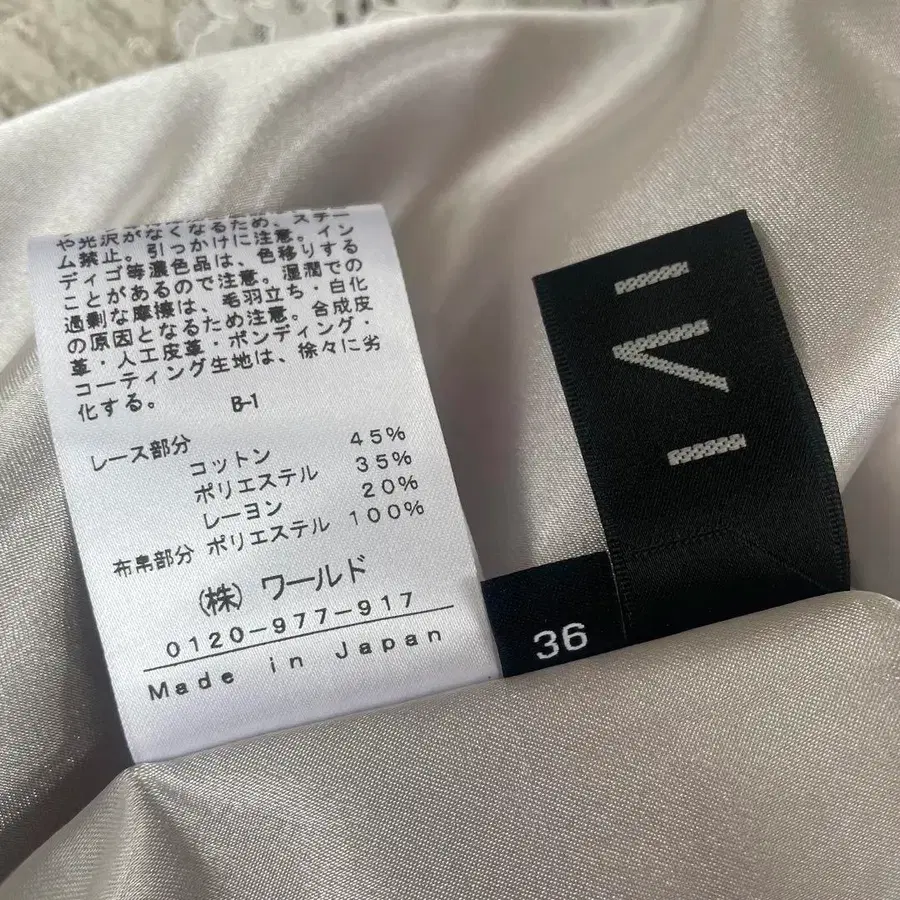 や光沢がなくなるため、スチー
ム禁止。引っかけに注意。イン
ディゴ等濃色品は、色移りする
ことがあるので注意。湿潤での
過剰な摩擦は、毛羽立ち・白化
の原因となるため注意。合成皮
革・人工皮革・ボンディング・
コーティング生地は、徐々に劣
化する。 B-1
レース部分
コットン 45%
ポリエステル 35%
レーヨン 20%
布帛部分 ポリエステル 100%
(株)ワールド
0120-977-917
Made in Japan
36